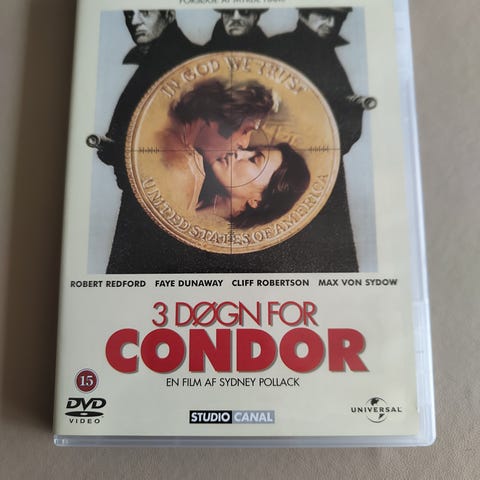 IN GOD WE TRUST
UNITED STATES OF AMERICA
ROBERT REDFORD FAYE DUNAWAY CLIFF ROBERTSON MAX VON SYDOW
3 DØGN FOR
CONDOR
EN FILM AF SYDNEY POLLACK
15
DVD
VIDEO
STUDIO CANAL
UNIVERSAL